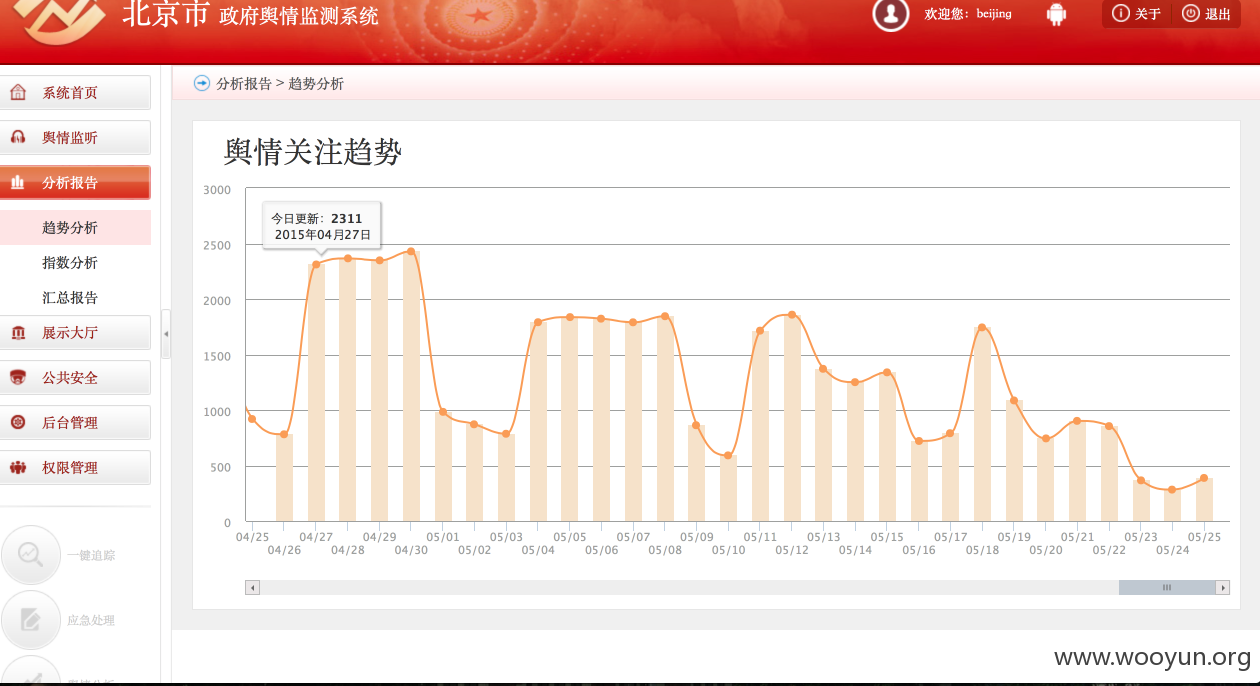 北京市 政府舆情监测系统
欢迎您：beijing
关于
退出
系统首页
舆情监听
分析报告
趋势分析
指数分析
汇总报告
展示大厅
公共安全
后台管理
权限管理
一键追踪
应急处理
分析报告 > 趋势分析
舆情关注趋势
3000
2500
2000
1500
1000
500
0
今日更新：2311
2015年04月27日
04/25 04/27 04/29 05/01 05/03 05/05 05/07 05/09 05/11 05/13 05/15 05/17 05/19 05/21 05/23 05/25
04/26 04/28 04/30 05/02 05/04 05/06 05/08 05/10 05/12 05/14 05/16 05/18 05/20 05/22 05/24
www.wooyun.org